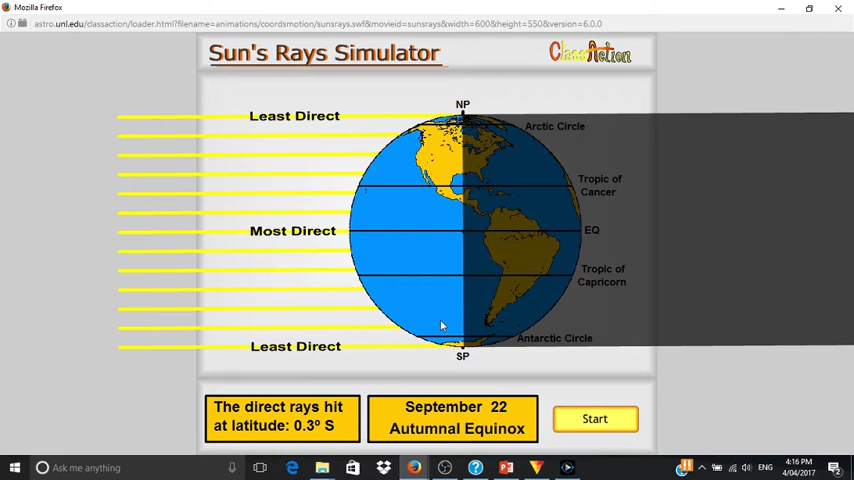 Mozilla Firefox
astro.unl.edu/classaction/loader.html?filename=animations/coordsmotion/sunsrays.swf&movieid=sunsrays&width=600&height=550&version=6.0.0
Sun's Rays Simulator
ClassAction
NP
Least Direct
Arctic Circle
Tropic of
Cancer
Most Direct
EQ
Tropic of
Capricorn
Antarctic Circle
Least Direct
SP
The direct rays hit
at latitude: 0.3º S
September 22
Autumnal Equinox
Start
Ask me anything
ENG
4:16 PM
4/04/2017